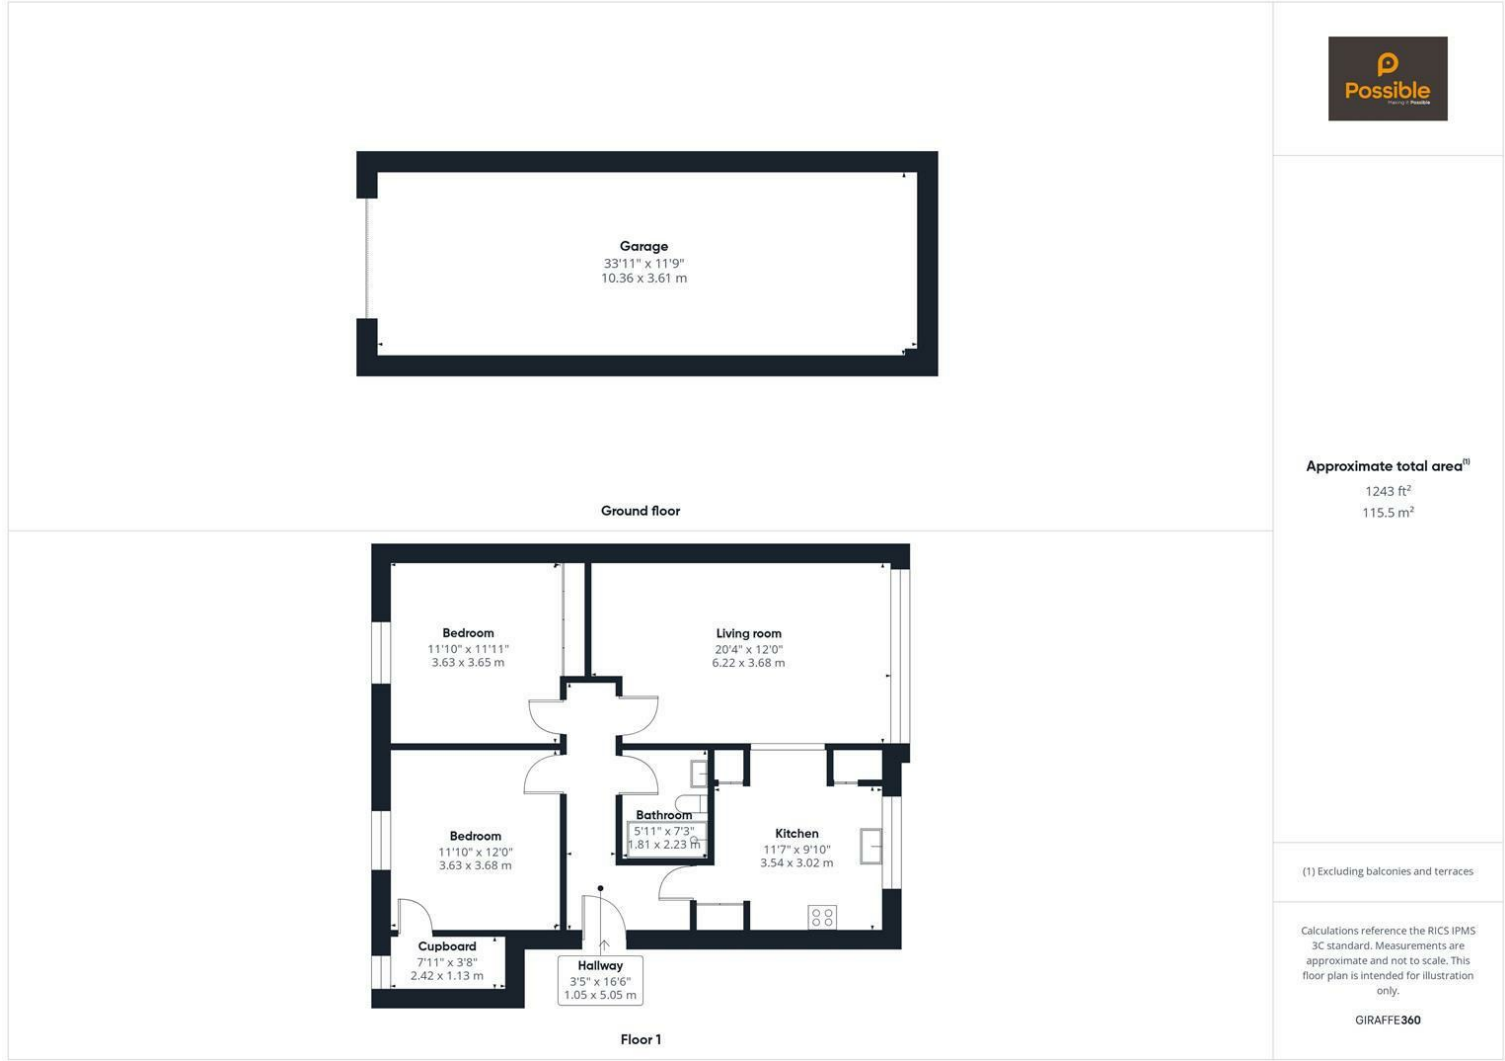 Possible
Making it Possible
Garage
33'11" x 11'9"
10.36 x 3.61 m
Ground floor
Approximate total area(1)
1243 ft²
115.5 m²
Bedroom
11'10" x 11'11"
3.63 x 3.65 m
Living room
20'4" x 12'0"
6.22 x 3.68 m
Bedroom
11'10" x 12'0"
3.63 x 3.68 m
Bathroom
5'11" x 7'3"
1.81 x 2.23 m
Kitchen
11'7" x 9'10"
3.54 x 3.02 m
Cupboard
7'11" x 3'8"
2.42 x 1.13 m
Hallway
3'5" x 16'6"
1.05 x 5.05 m
Floor 1
(1) Excluding balconies and terraces
Calculations reference the RICS IPMS
3C standard. Measurements are
approximate and not to scale. This
floor plan is intended for illustration
only.
GIRAFFE360